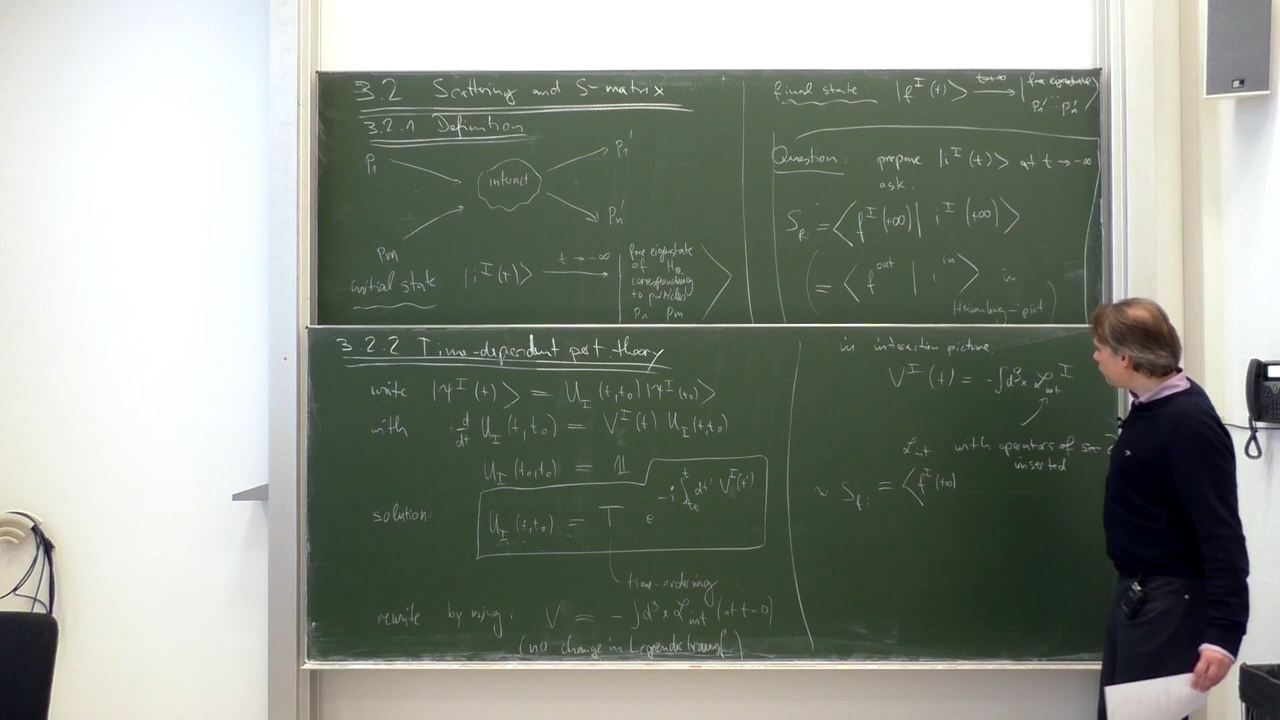 3.2 Scattering and S-matrix
3.2.1 Definition
P₁
interact
P₁'
Pₙ'
Pₘ
initial state: |i^I(t)⟩ →(t→-∞) | free eigenstate
of H₀
corresponding
to particles
P₁ Pₘ ⟩
final state: |f^I(t)⟩ →(t→+∞) | free eigenstate
P₁' ... Pₙ' ⟩
Question: prepare |i^I(t)⟩ at t→-∞
ask.
S_fi = ⟨f^I(+∞)| i^I(+∞)⟩
( = ⟨f^out | i^in⟩ in
Heisenberg-pict )
3.2.2 Time-dependent pert. theory
write |ψ^I(t)⟩ = U_I(t,t₀)|ψ^I(t₀)⟩
with i d/dt U_I(t,t₀) = V^I(t) U_I(t,t₀)
U_I(t₀,t₀) = 𝟙
solution: U_I(t,t₀) = T e^{-i∫_{t₀}^{t} dt' V^I(t')}
time-ordering
rewrite by using: V = -∫d³x ℒ_int (at t=0)
(no change in Legendretransf.)
in interaction picture:
V^I(t) = -∫d³x ℒ^I_int
ℒ_int with operators of
inserted
↝ S_fi = ⟨f^I(+∞)